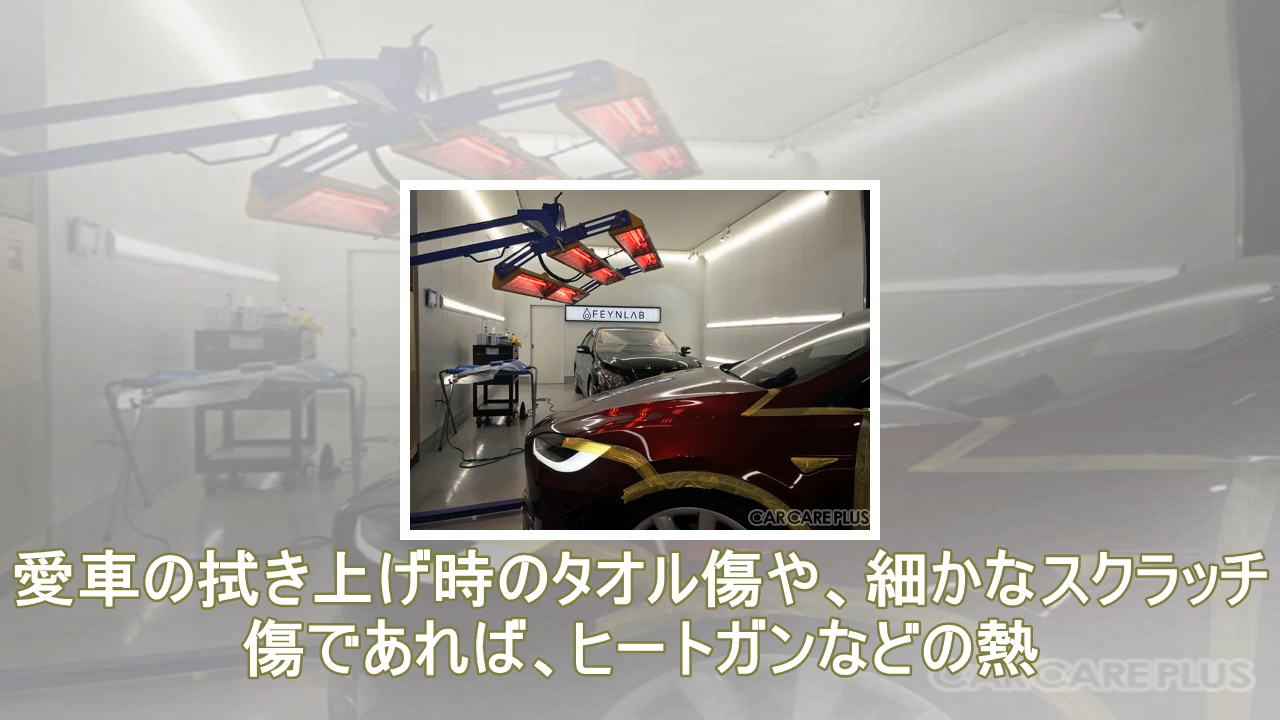 FEYNLAB
CAR CARE PLUS
愛車の拭き上げ時のタオル傷や、細かなスクラッチ
傷であれば、ヒートガンなどの熱
CAR CARE PLUS